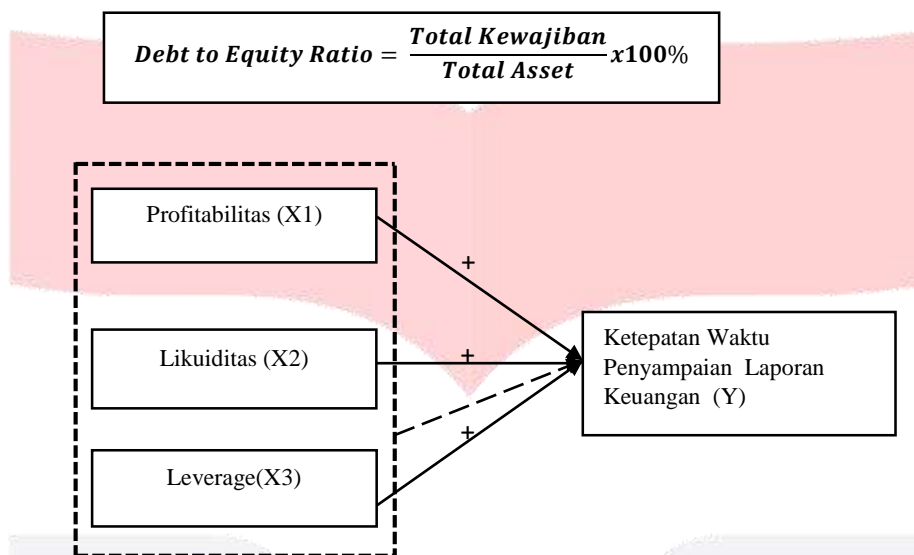 Debt to Equity Ratio = Total Kewajiban / Total Asset x100%
Profitabilitas (X1)
+
Likuiditas (X2)
+
Ketepatan Waktu
Penyampaian Laporan
Keuangan (Y)
+
Leverage(X3)